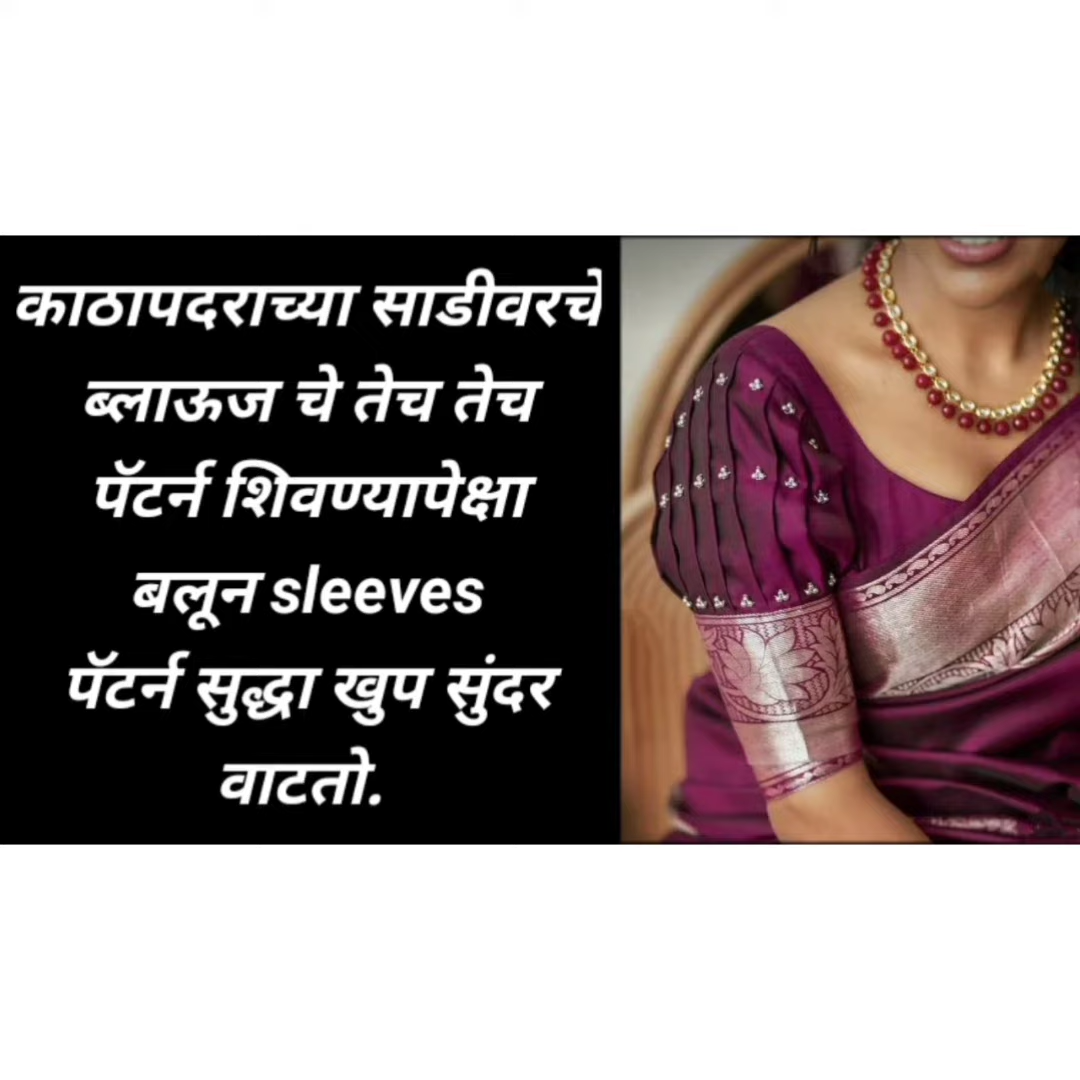 काठापदराच्या साडीवरचे
ब्लाऊज चे तेच तेच
पॅटर्न शिवण्यापेक्षा
बलून sleeves
पॅटर्न सुद्धा खुप सुंदर
वाटतो.